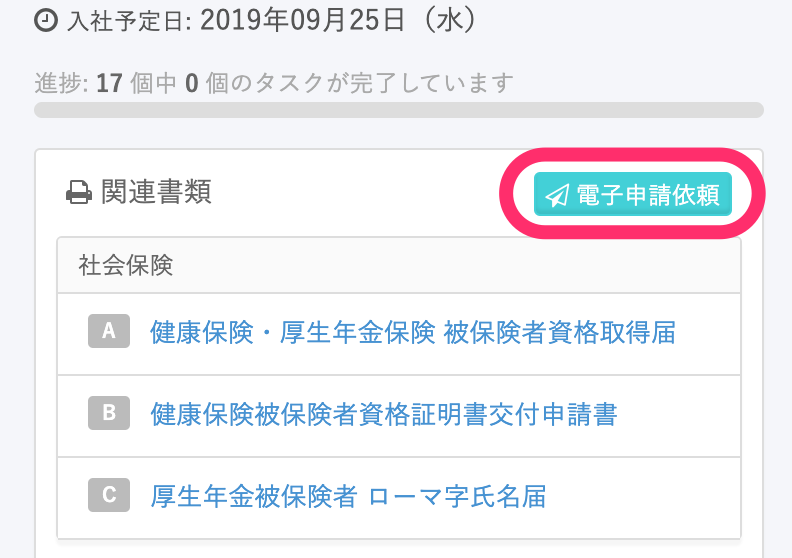 入社予定日: 2019年09月25日（水）
進捗: 17 個中 0 個のタスクが完了しています
関連書類 電子申請依頼
社会保険
A 健康保険・厚生年金保険 被保険者資格取得届
B 健康保険被保険者資格証明書交付申請書
C 厚生年金被保険者 ローマ字氏名届